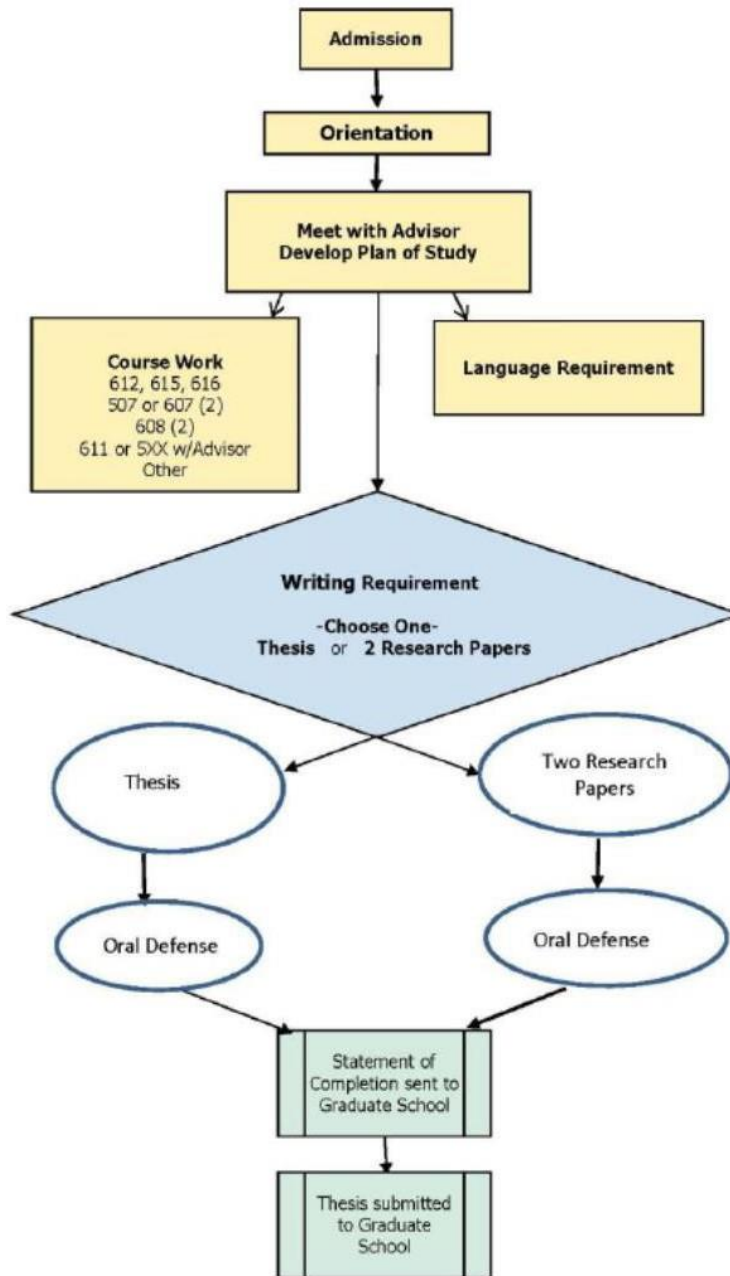 Admission
Orientation
Meet with Advisor
Develop Plan of Study
Course Work
612, 615, 616
507 or 607 (2)
608 (2)
611 or 5XX w/Advisor
Other
Language Requirement
Writing Requirement
-Choose One-
Thesis or 2 Research Papers
Thesis
Two Research
Papers
Oral Defense
Oral Defense
Statement of
Completion sent to
Graduate School
Thesis submitted
to Graduate
School